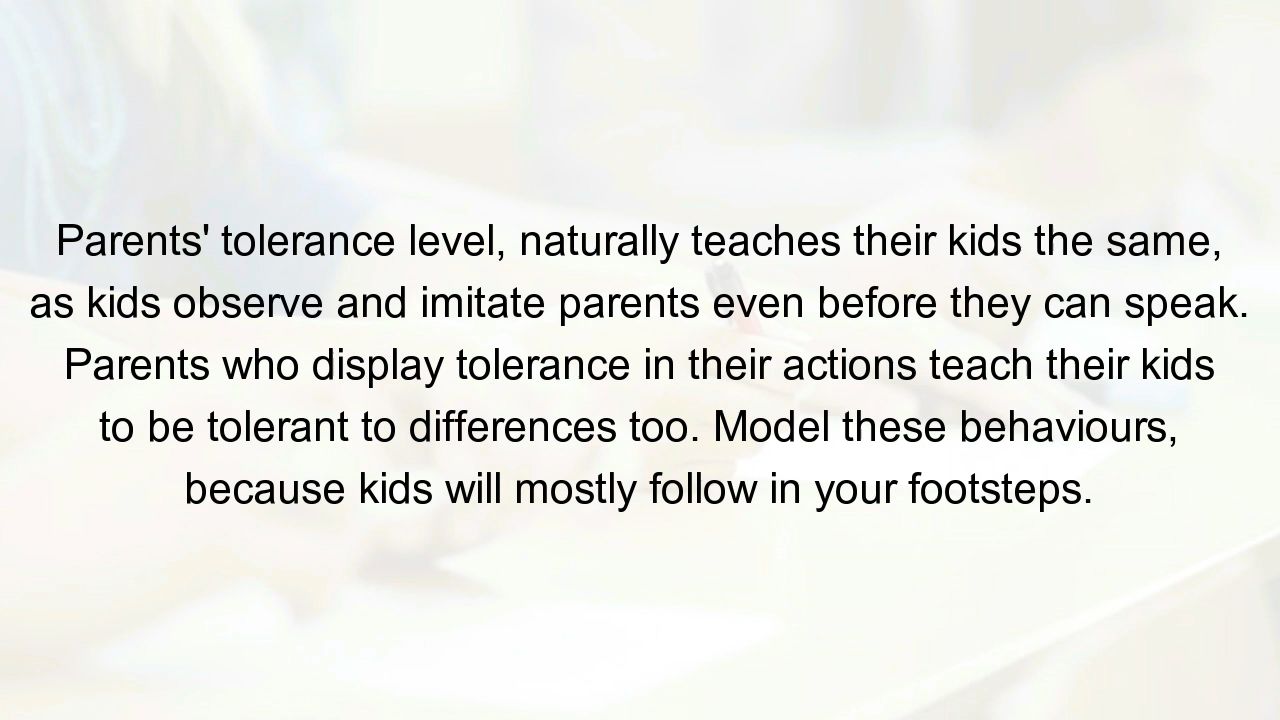 Parents' tolerance level, naturally teaches their kids the same,
as kids observe and imitate parents even before they can speak.
Parents who display tolerance in their actions teach their kids
to be tolerant to differences too. Model these behaviours,
because kids will mostly follow in your footsteps.